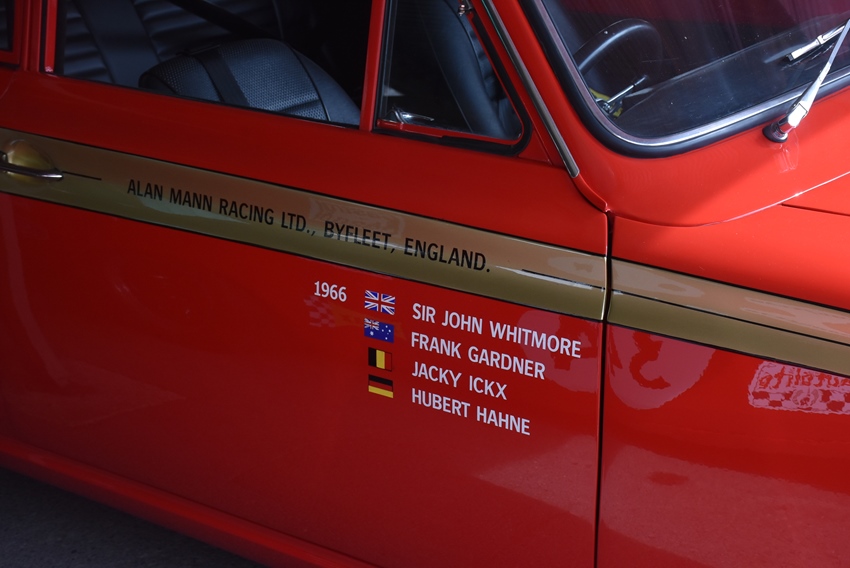 ALAN MANN RACING LTD., BYFLEET, ENGLAND.
1966 SIR JOHN WHITMORE
FRANK GARDNER
JACKY ICKX
HUBERT HAHNE